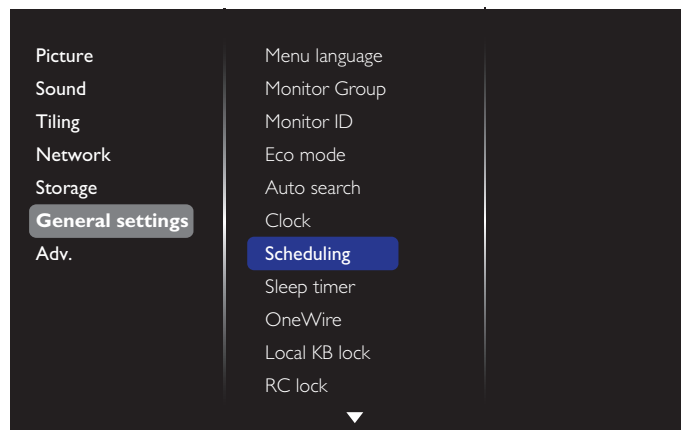 Picture
Sound
Tiling
Network
Storage
General settings
Adv.
Menu language
Monitor Group
Monitor ID
Eco mode
Auto search
Clock
Scheduling
Sleep timer
OneWire
Local KB lock
RC lock